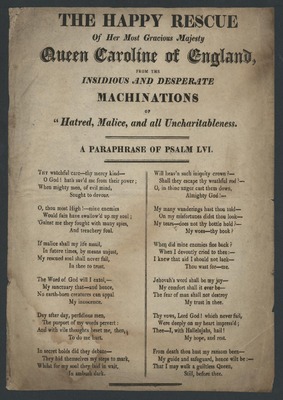 THE HAPPY RESCUE
Of Her Most Gracious Majesty
Queen Caroline of England,
FROM THE
INSIDIOUS AND DESPERATE
MACHINATIONS
OF
"Hatred, Malice, and all Uncharitableness.
A PARAPHRASE OF PSALM LVI.
THY watchful care—thy mercy kind—
O God! hath sav'd me from their power;
When mighty men, of evil mind,
Sought to devour.
O, thou most High!—mine enemies
Would fain have swallow'd up my soul;
'Gainst me they fought with many spies,
And treachery foul.
If malice shall my life assail,
In future times, by means unjust,
My rescued soul shall never fail,
In thee to trust.
The Word of God will I extol,—
My sanctuary that—and hence,
No earth-born creatures can appal
My innocence.
Day after day, perfidious men,
The purport of my words pervert:
And with vile thoughts beset me, then,
To do me hurt.
In secret holds did they debate—
They hid themselves my steps to mark,
Whilst for my soul they laid in wait,
In ambush dark.
Will heav'n such iniquity crown?—
Shall they escape thy wrathful rod?—
O, in thine anger cast them down,
Almighty God!—
My many wanderings hast thou told—
On my misfortunes didst thou look—
My tears—does not thy bottle hold?—
My woes—thy book?
When did mine enemies flee back?
When I devoutly cried to thee:—
I knew that aid I should not lack—
Thou wast for—me.
Jehovah's word shall be my joy—
My comfort shall it ever be—
The fear of man shall not destroy
My trust in thee.
Thy vows, Lord God! which never fail,
Were deeply on my heart impress'd;
Thee—I, with Hallelujahs, hail!
My hope, and rest.
From death thou hast my ransom been—
My guide and safeguard, hence wilt be:—
That I may walk a guiltless Queen,
Still, before thee.